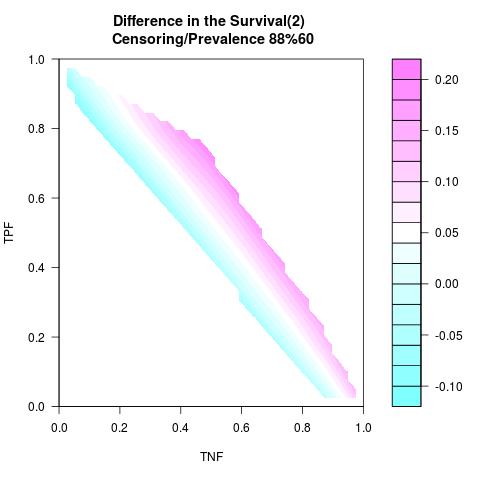 Difference in the Survival(2)
Censoring/Prevalence 88%60
1.0
0.8
0.6
0.4
0.2
0.0
TPF
0.0 0.2 0.4 0.6 0.8 1.0
TNF
0.20
0.15
0.10
0.05
0.00
-0.05
-0.10